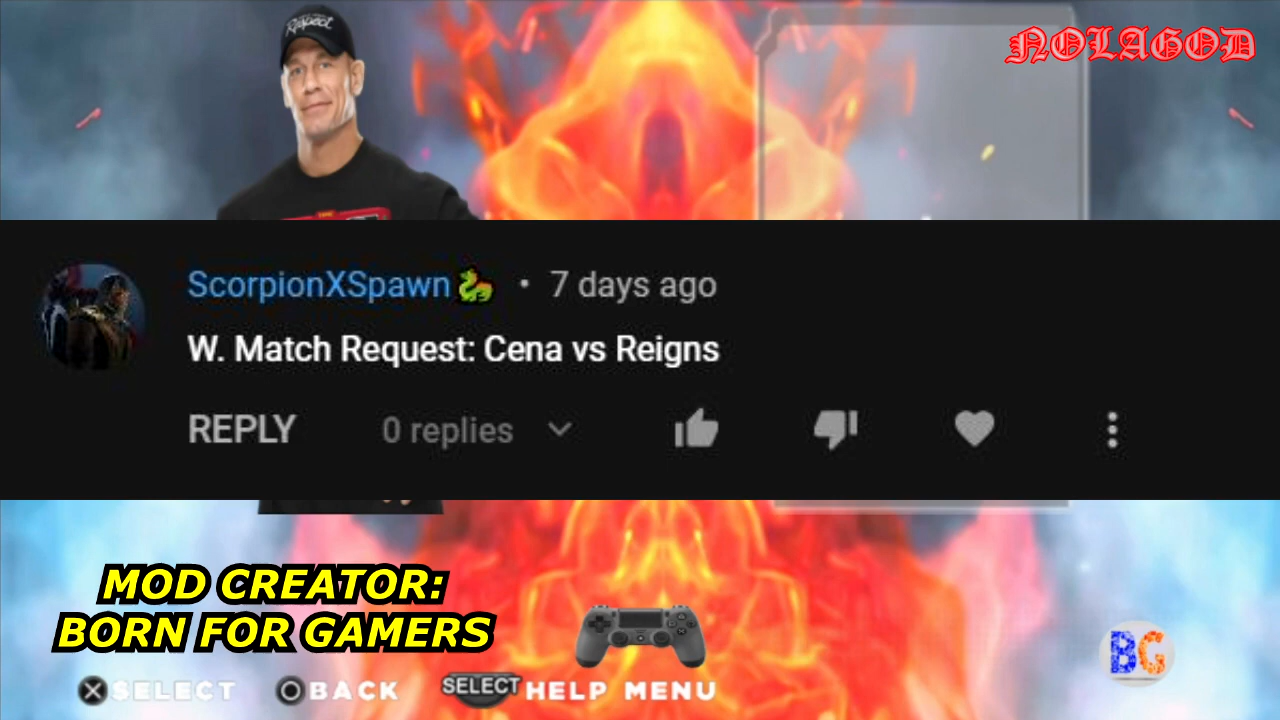 Respect
NOLAGOD
ScorpionXSpawn🐉 • 7 days ago
W. Match Request: Cena vs Reigns
REPLY 0 replies
MOD CREATOR:
BORN FOR GAMERS
BG
SELECT BACK SELECT HELP MENU